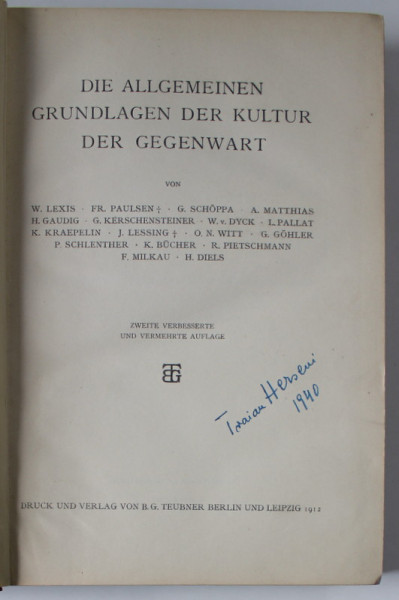 DIE ALLGEMEINEN
GRUNDLAGEN DER KULTUR
DER GEGENWART
VON
W. LEXIS · FR. PAULSEN † · G. SCHÖPPA · A. MATTHIAS
H. GAUDIG · G. KERSCHENSTEINER · W. v. DYCK · L. PALLAT
K. KRAEPELIN · J. LESSING † · O. N. WITT · G. GÖHLER
P. SCHLENTHER · K. BÜCHER · R. PIETSCHMANN
F. MILKAU · H. DIELS
ZWEITE VERBESSERTE
UND VERMEHRTE AUFLAGE
Traian Herseni
1940
DRUCK UND VERLAG VON B. G. TEUBNER BERLIN UND LEIPZIG 1912